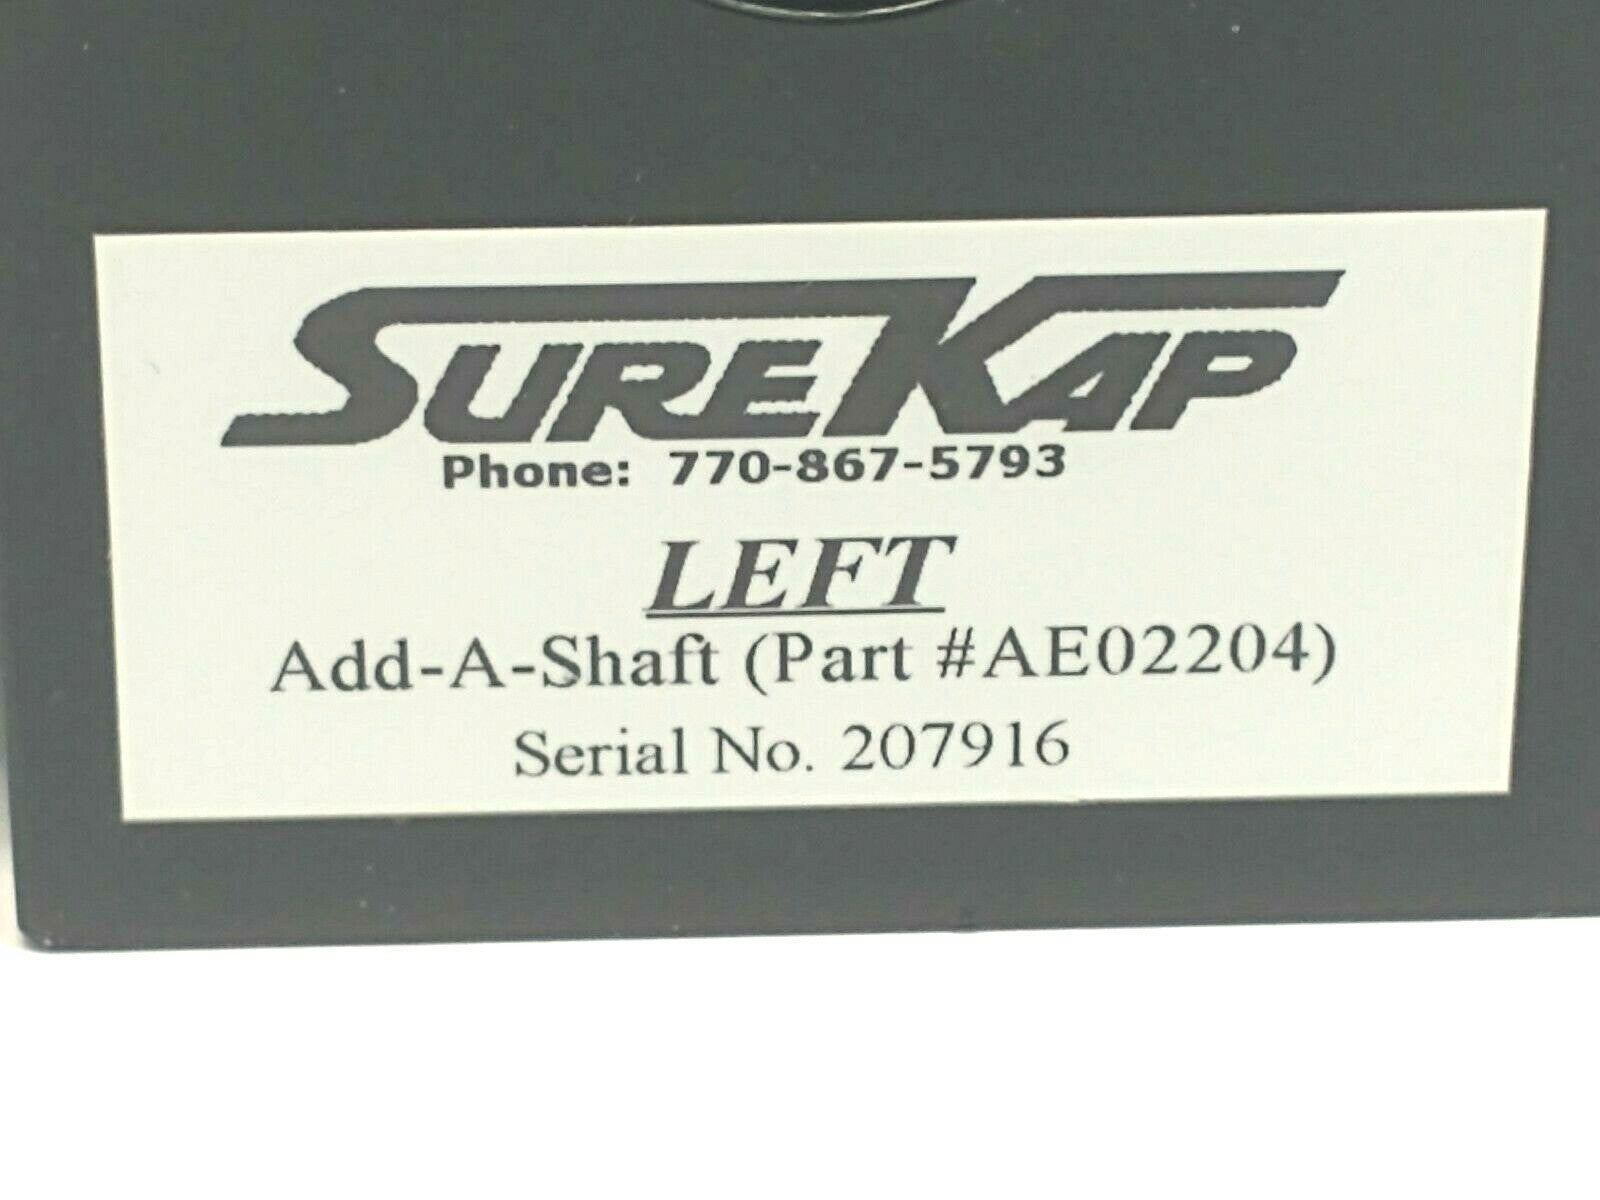 SUREKAP
Phone: 770-867-5793
LEFT
Add-A-Shaft (Part #AE02204)
Serial No. 207916